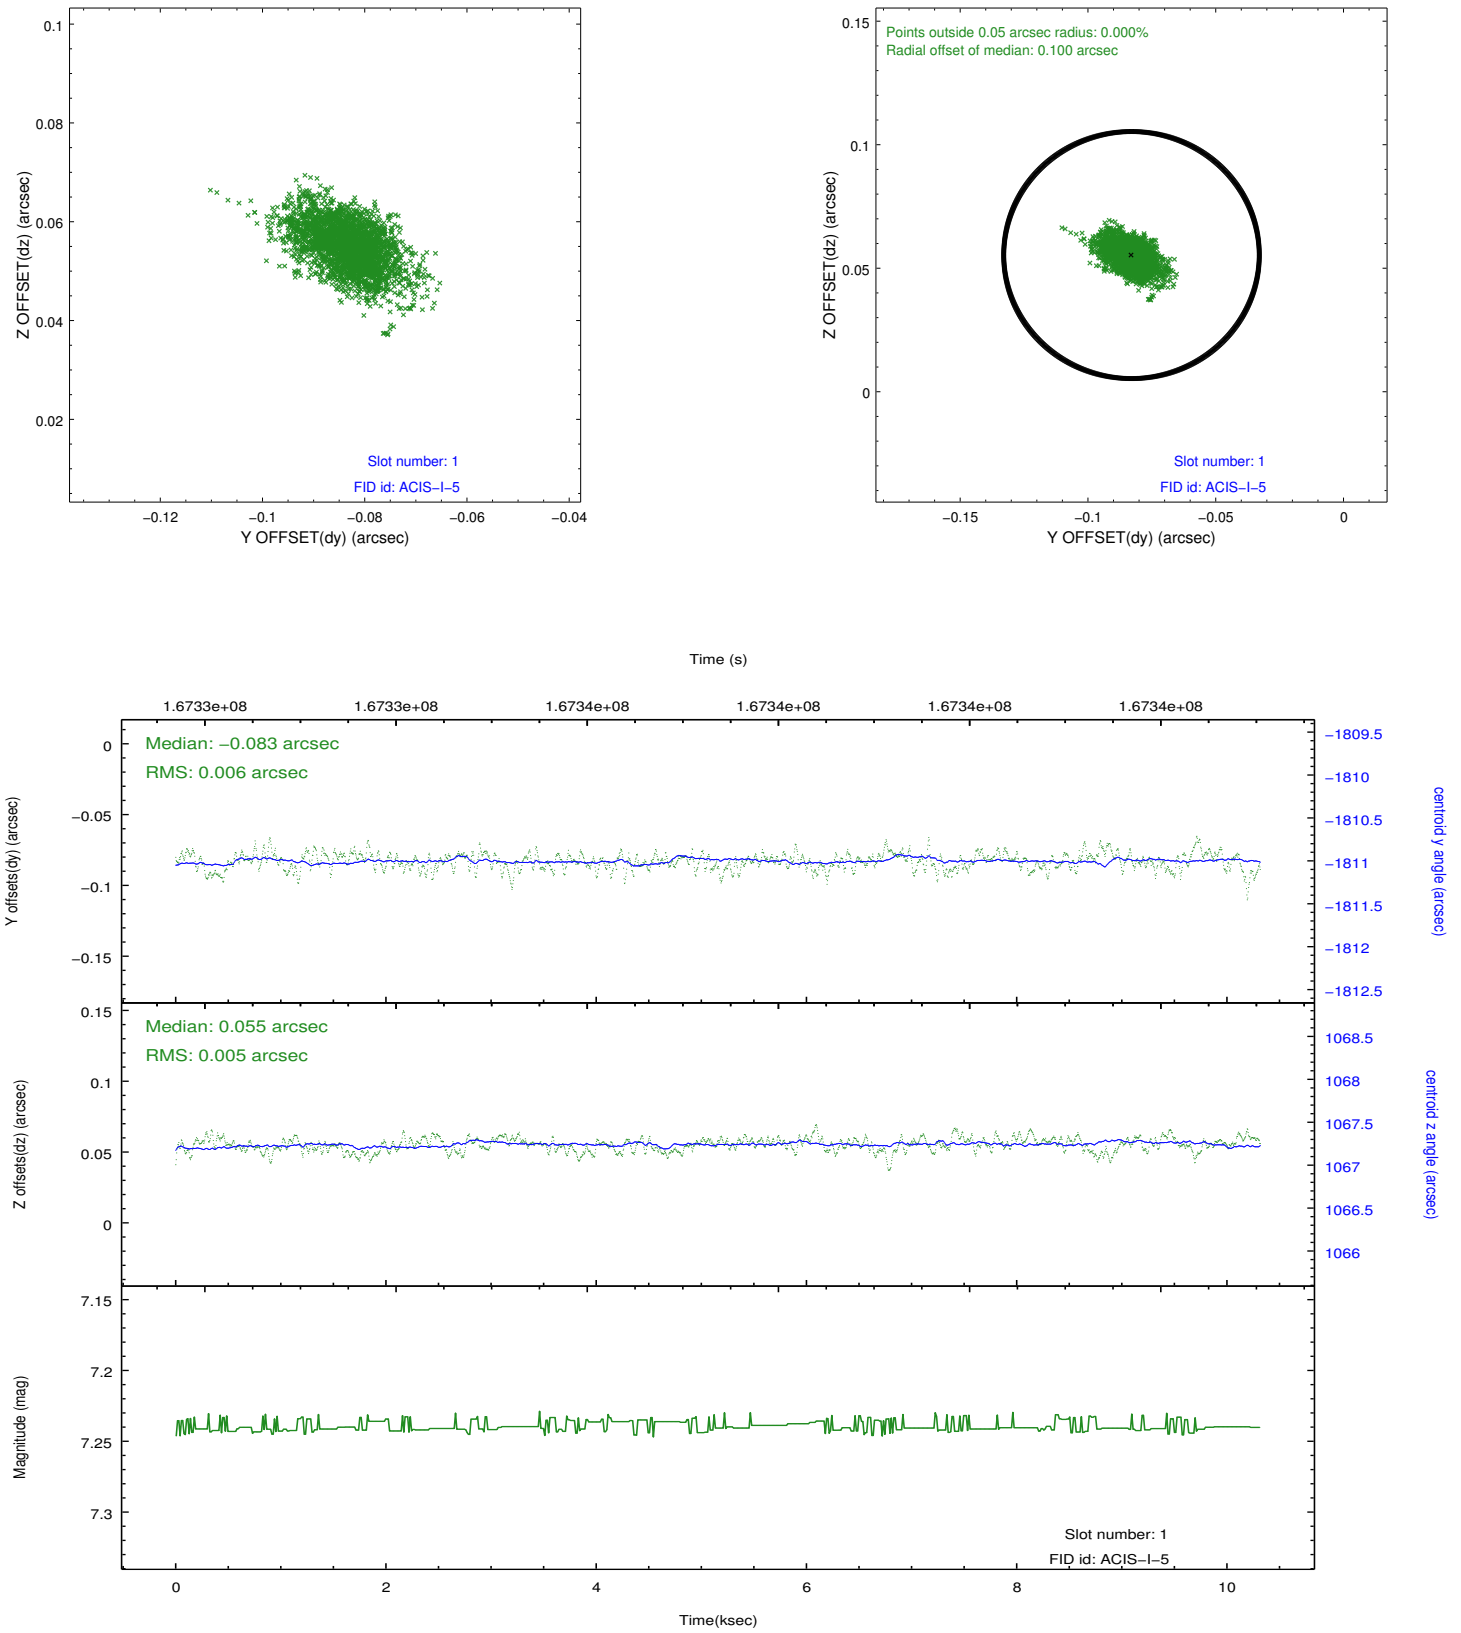 0.1
0.08
0.06
0.04
0.02
Z OFFSET(dz) (arcsec)
Slot number: 1
FID id: ACIS−I−5
−0.12 −0.1 −0.08 −0.06 −0.04
Y OFFSET(dy) (arcsec)
Points outside 0.05 arcsec radius: 0.000%
Radial offset of median: 0.100 arcsec
0.15
0.1
0.05
0
Z OFFSET(dz) (arcsec)
Slot number: 1
FID id: ACIS−I−5
−0.15 −0.1 −0.05 0
Y OFFSET(dy) (arcsec)
Time (s)
1.6733e+08 1.6733e+08 1.6734e+08 1.6734e+08 1.6734e+08 1.6734e+08
Median: −0.083 arcsec
RMS: 0.006 arcsec
0
−0.05
−0.1
−0.15
Y offsets(dy) (arcsec)
−1809.5
−1810
−1810.5
−1811
−1811.5
−1812
−1812.5
centroid y angle (arcsec)
Median: 0.055 arcsec
RMS: 0.005 arcsec
0.15
0.1
0.05
0
Z offsets(dz) (arcsec)
1068.5
1068
1067.5
1067
1066.5
1066
centroid z angle (arcsec)
7.15
7.2
7.25
7.3
Magnitude (mag)
Slot number: 1
FID id: ACIS−I−5
0 2 4 6 8 10
Time(ksec)